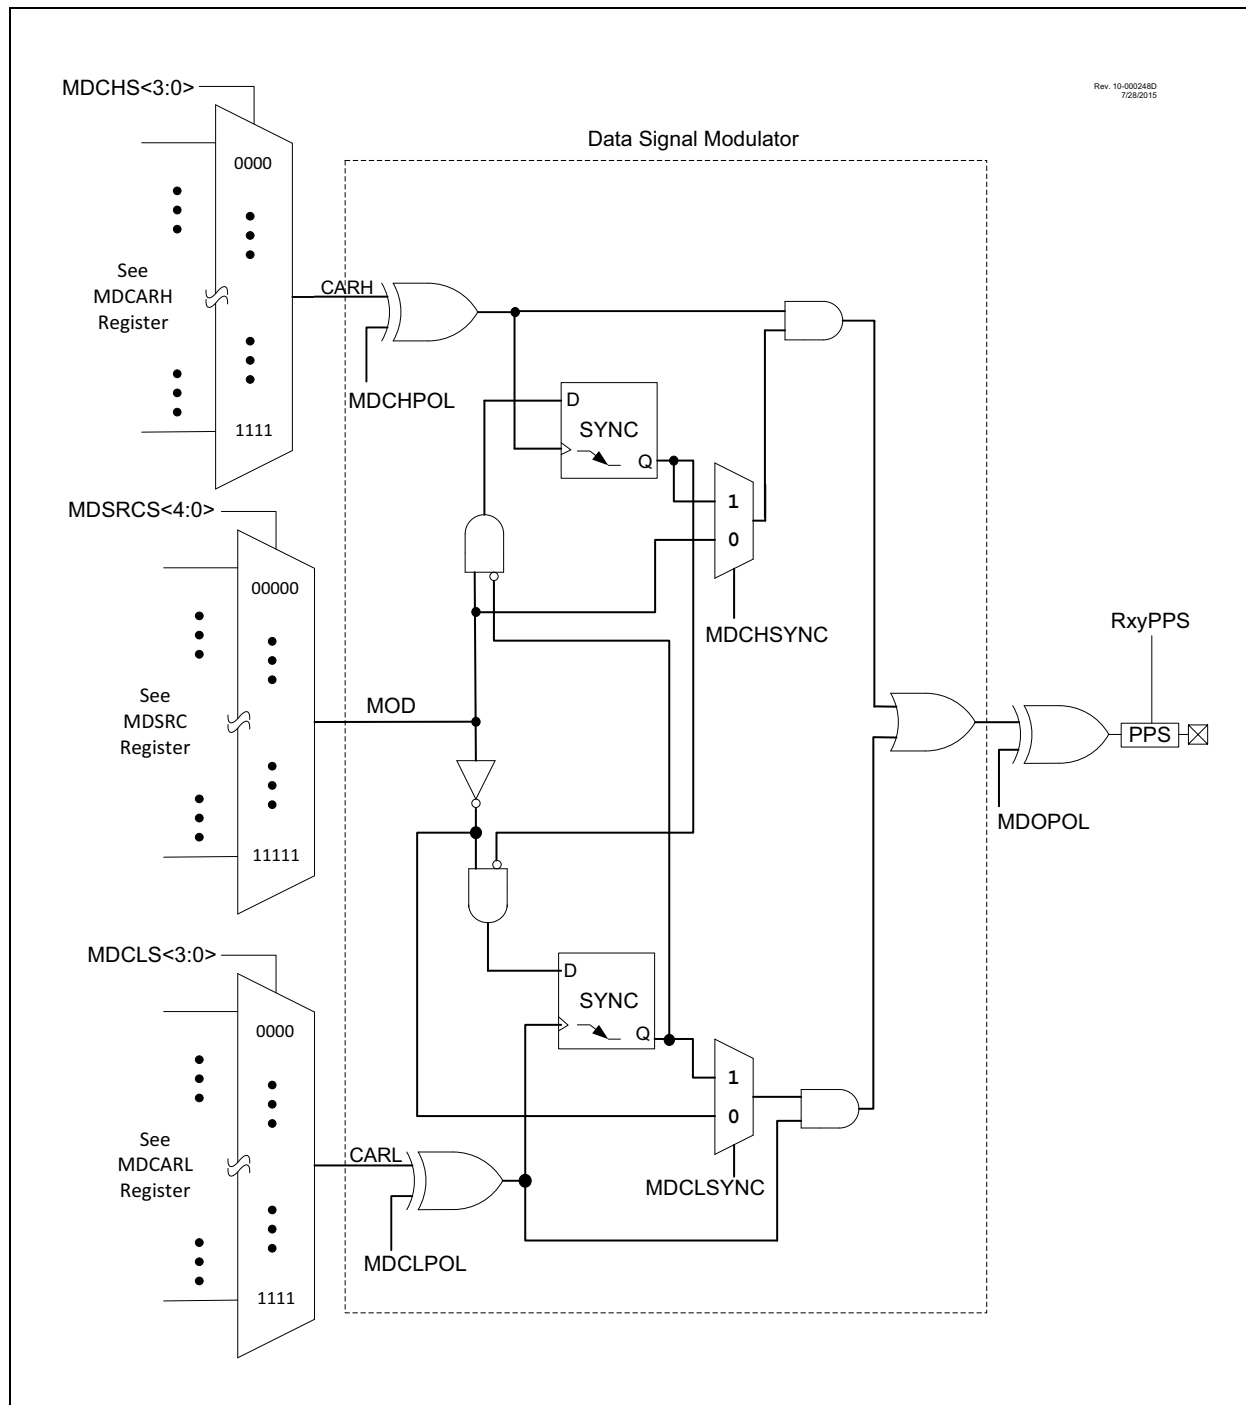 MDCHS<3:0>
Rev. 10-000248D
7/28/2015
Data Signal Modulator
0000
See
MDCARH
Register
CARH
MDCHPOL
D
SYNC
Q
1111
1
0
MDSRCS<4:0>
00000
MDCHSYNC
RxyPPS
See
MDSRC
Register
MOD
PPS
MDOPOL
11111
MDCLS<3:0>
D
SYNC
Q
0000
1
0
See
MDCARL
Register
CARL
MDCLSYNC
MDCLPOL
1111